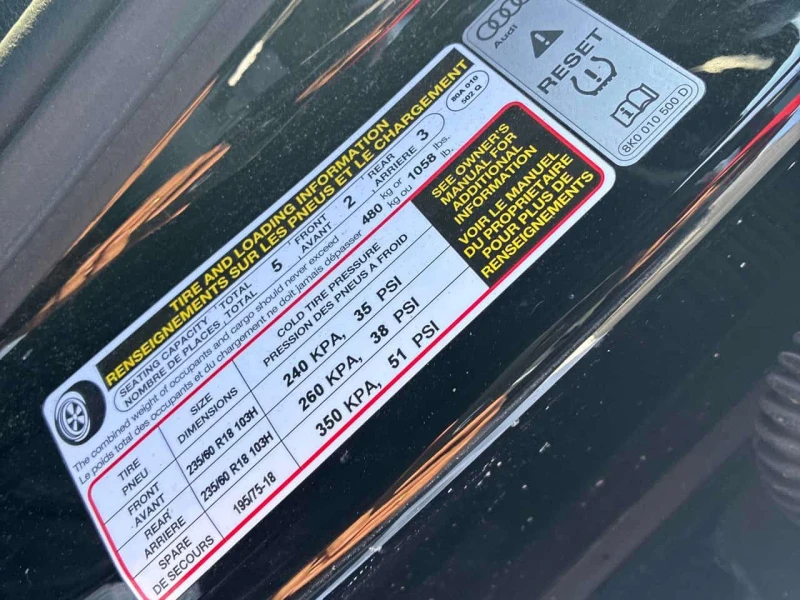 Audi
RESET
8K0 010 500 D
TIRE AND LOADING INFORMATION
RENSEIGNEMENTS SUR LES PNEUS ET LE CHARGEMENT
80A 010
502 Q
SEATING CAPACITY TOTAL 5 FRONT 2 REAR 3
NOMBRE DE PLACES TOTAL AVANT ARRIERE
The combined weight of occupants and cargo should never exceed 480 kg or 1058 lbs.
Le poids total des occupants et du chargement ne doit jamais dépasser kg ou lb.
TIRE SIZE COLD TIRE PRESSURE
PNEU DIMENSIONS PRESSION DES PNEUS A FROID
FRONT 235/60 R18 103H 240 KPA, 35 PSI
AVANT
REAR 235/60 R18 103H 260 KPA, 38 PSI
ARRIERE
SPARE 195/75-18 350 KPA, 51 PSI
DE SECOURS
SEE OWNER'S
MANUAL FOR
ADDITIONAL
INFORMATION
VOIR LE MANUEL
DU PROPRIETAIRE
POUR PLUS DE
RENSEIGNEMENTS